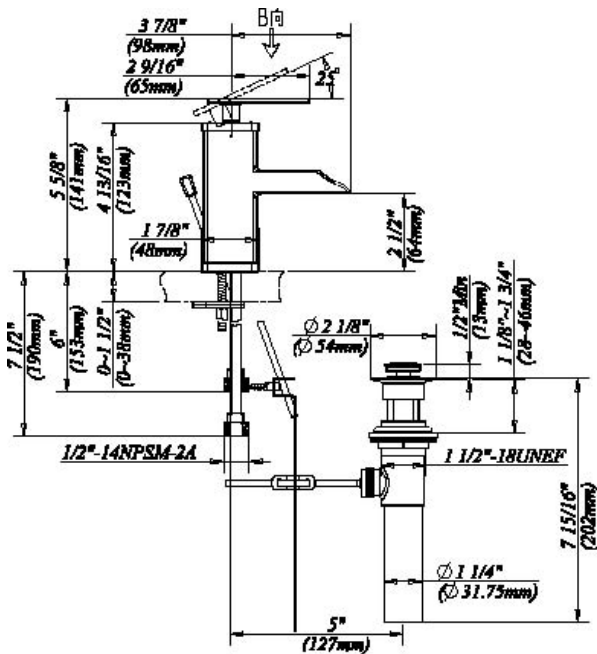 B向
3 7/8"
(98mm)
2 9/16"
(65mm)
25°
5 5/8"
(141mm)
4 13/16"
(123mm)
1 7/8"
(48mm)
2 1/2"
(64mm)
7 1/2"
(190mm)
6"
(153mm)
0~1 1/2"
(0~38mm)
Ø 2 1/8"
(Ø 54mm)
1/2"Min
(13mm)
1 1/8"~1 3/4"
(28~46mm)
1/2"-14NPSM-2A
1 1/2"-18UNEF
7 15/16"
(202mm)
Ø 1 1/4"
(Ø 31.75mm)
5"
(127mm)